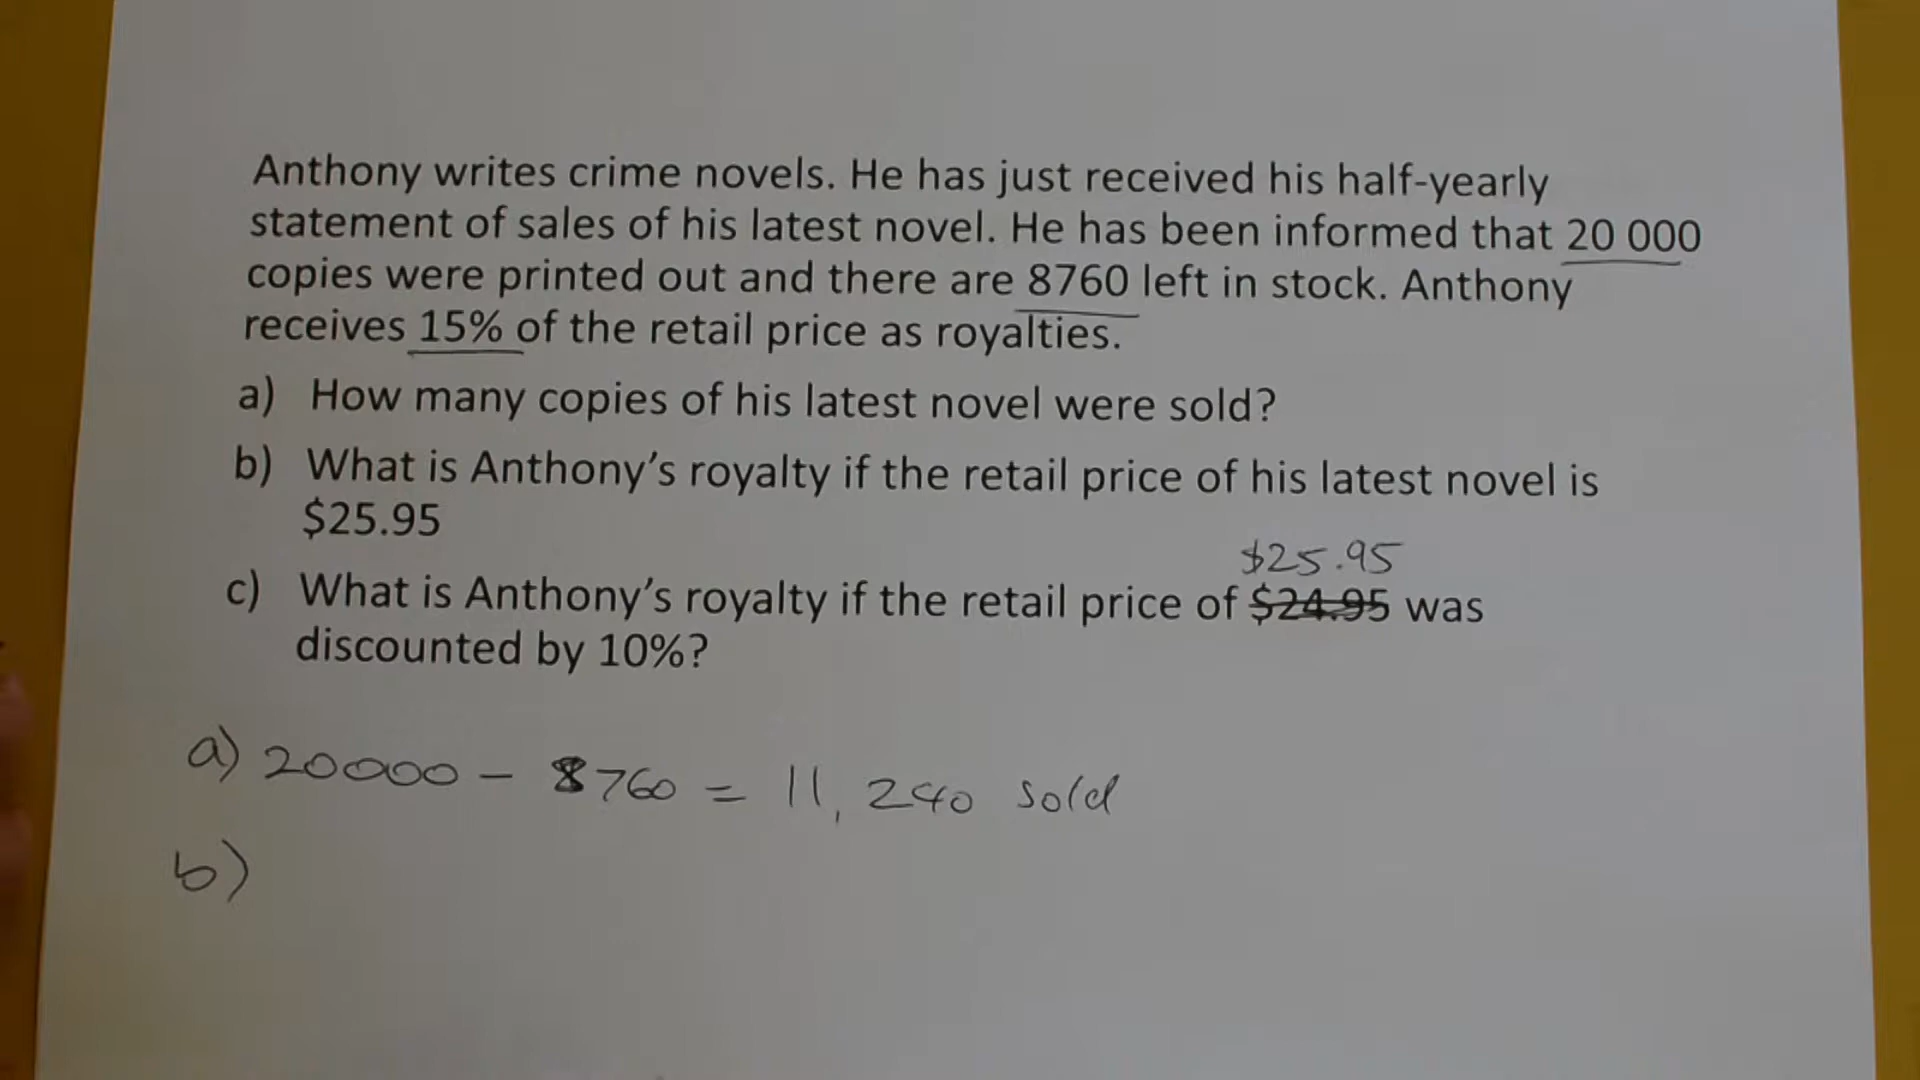 Anthony writes crime novels. He has just received his half-yearly
statement of sales of his latest novel. He has been informed that 20 000
copies were printed out and there are 8760 left in stock. Anthony
receives 15% of the retail price as royalties.
a) How many copies of his latest novel were sold?
b) What is Anthony's royalty if the retail price of his latest novel is
$25.95
$25.95
c) What is Anthony's royalty if the retail price of $24.95 was
discounted by 10%?
a) 20000 - 8760 = 11, 240 sold
b)